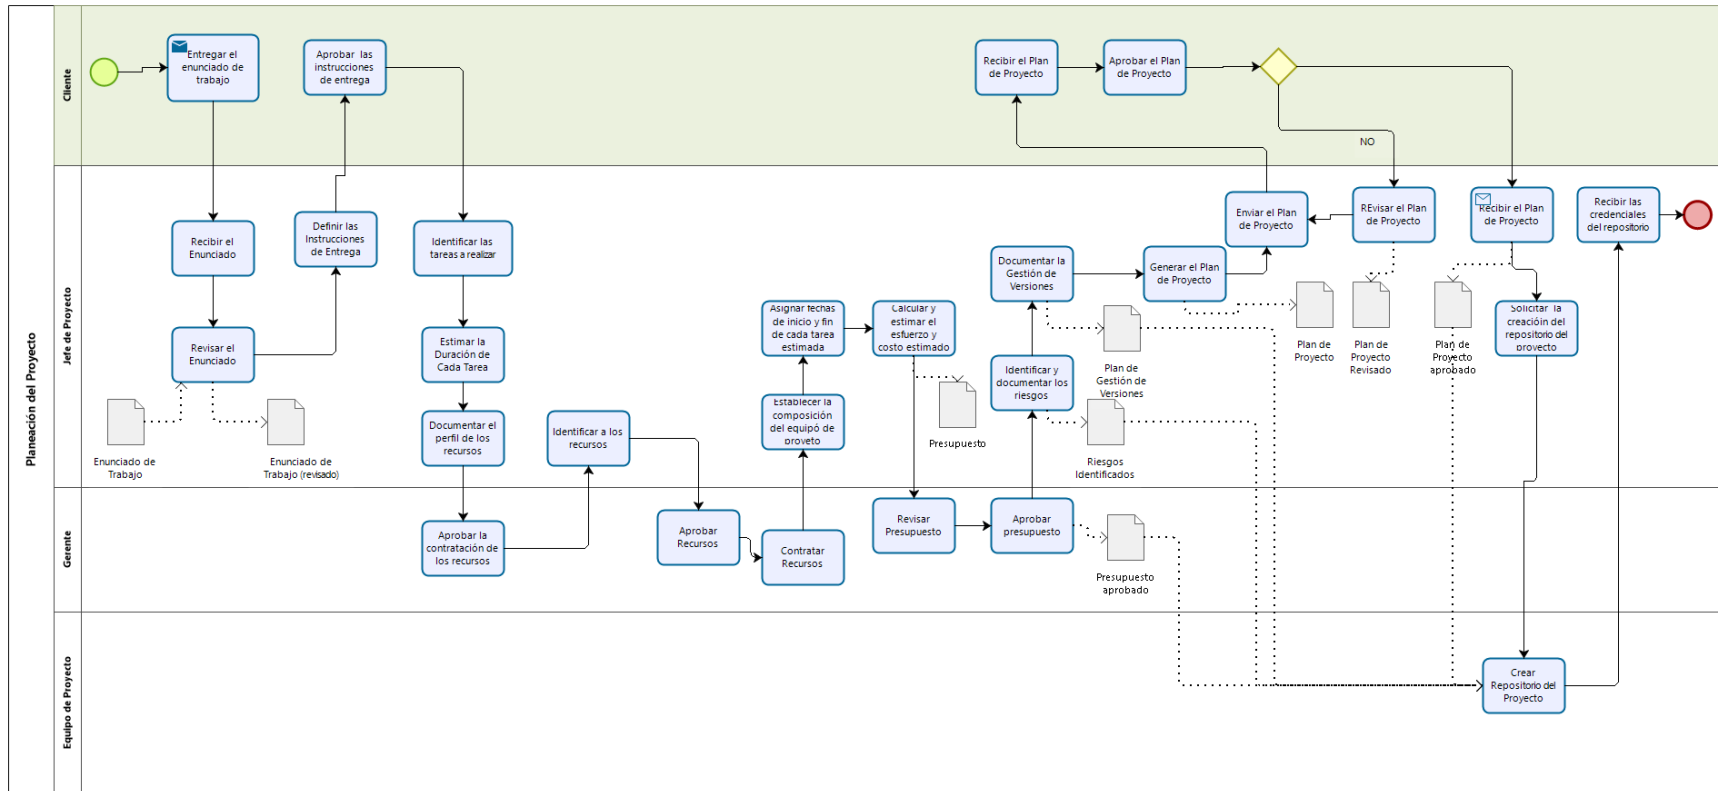 Planeación del Proyecto
Cliente
Entregar el
enunciado de
trabajo
Aprobar las
instrucciones
de entrega
Recibir el Plan
de Proyecto
Aprobar el Plan
de Proyecto
NO
Jefe de Proyecto
Recibir el
Enunciado
Revisar el
Enunciado
Enunciado de
Trabajo
Enunciado de
Trabajo (revisado)
Definir las
Instrucciones
de Entrega
Identificar las
tareas a realizar
Estimar la
Duración de
Cada Tarea
Documentar el
perfil de los
recursos
Identificar a los
recursos
Asignar fechas
de inicio y fin
de cada tarea
estimada
Establecer la
composición
del equipó de
proyeto
Calcular y
estimar el
esfuerzo y
costo estimado
Presupuesto
Documentar la
Gestión de
Versiones
Identificar y
documentar los
riesgos
Plan de
Gestión de
Versiones
Riesgos
Identificados
Generar el Plan
de Proyecto
Enviar el Plan
de Proyecto
REvisar el Plan
de Proyecto
Recibir el Plan
de Proyecto
Recibir las
credenciales
del repositorio
Plan de
Proyecto
Plan de
Proyecto
Revisado
Plan de
Proyecto
aprobado
Solicitar la
creación del
repositorio del
proyecto
Gerente
Aprobar la
contratación de
los recursos
Aprobar
Recursos
Contratar
Recursos
Revisar
Presupuesto
Aprobar
presupuesto
Presupuesto
aprobado
Equipo de Proyecto
Crear
Repositorio del
Proyecto